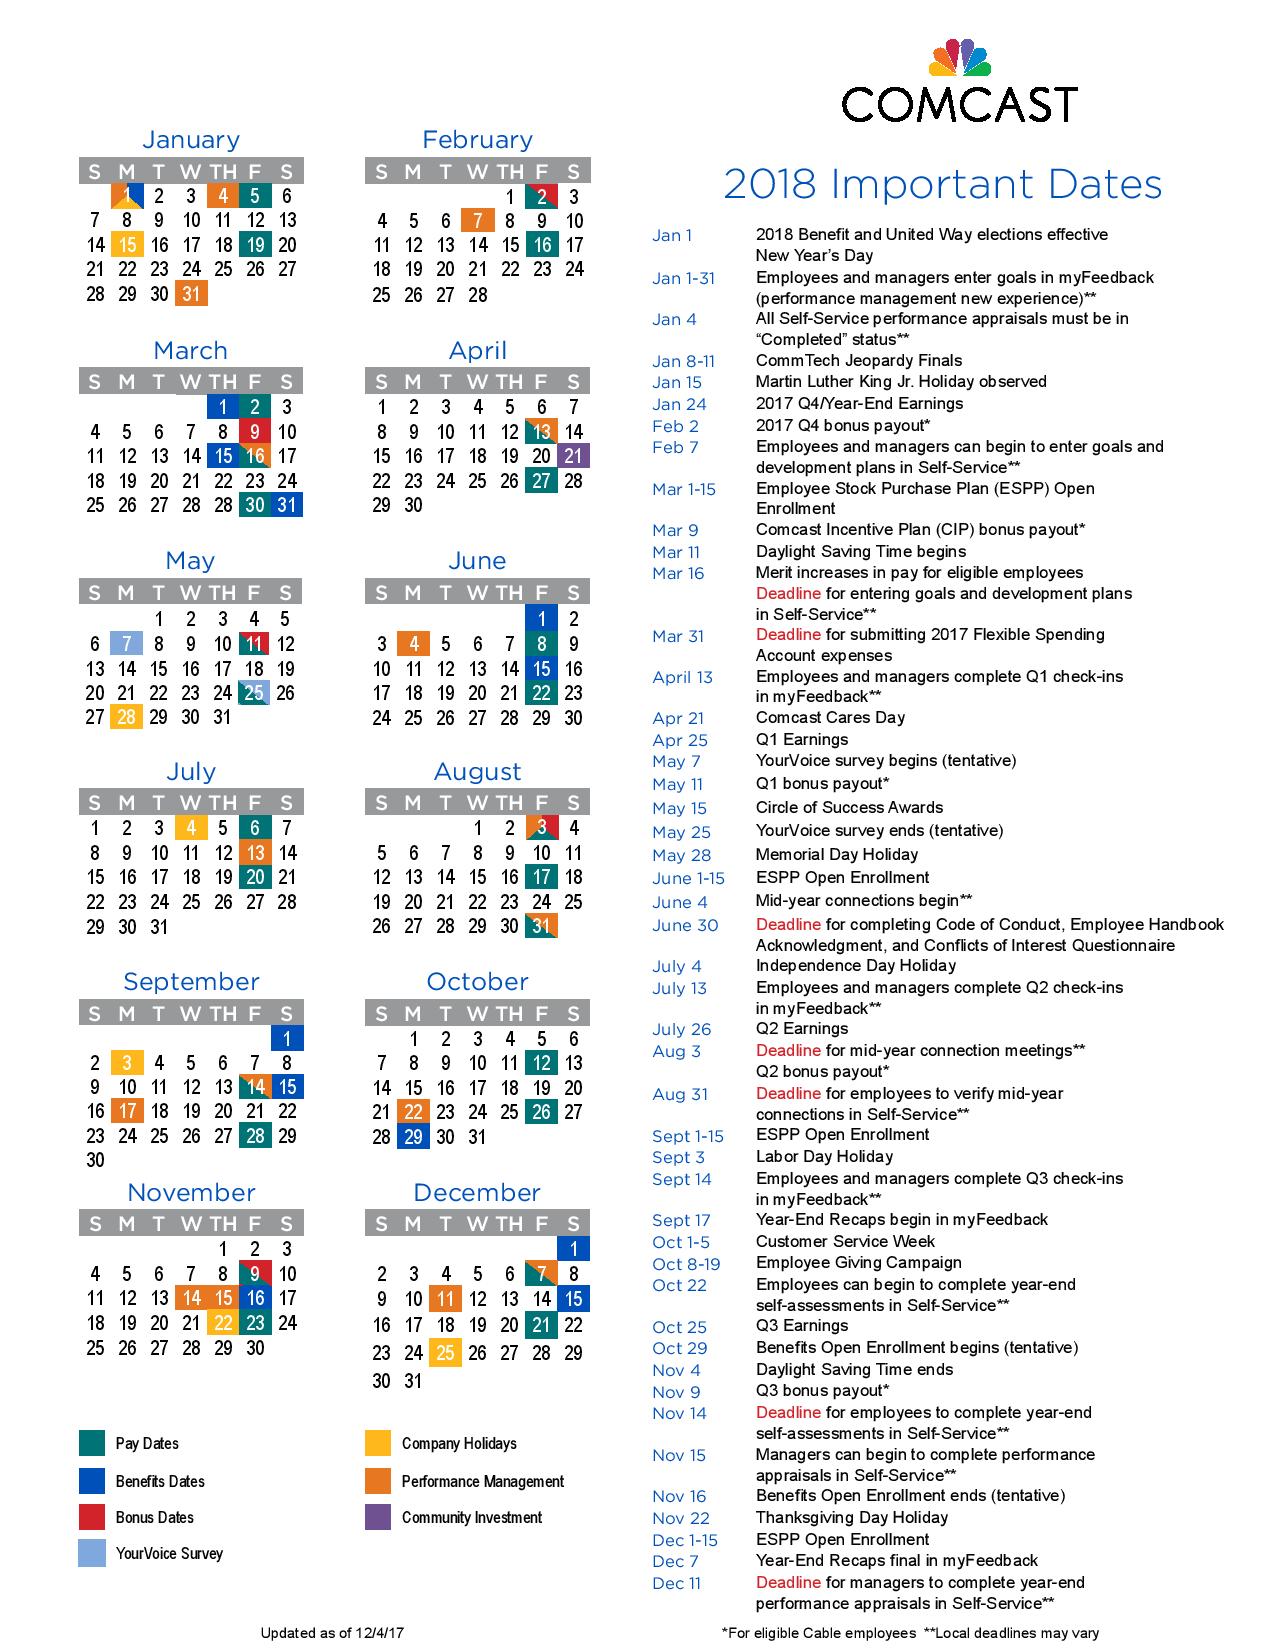 COMCAST
2018 Important Dates
January
S M T W TH F S
1 2 3 4 5 6
7 8 9 10 11 12 13
14 15 16 17 18 19 20
21 22 23 24 25 26 27
28 29 30 31
February
S M T W TH F S
1 2 3
4 5 6 7 8 9 10
11 12 13 14 15 16 17
18 19 20 21 22 23 24
25 26 27 28
March
S M T W TH F S
1 2 3
4 5 6 7 8 9 10
11 12 13 14 15 16 17
18 19 20 21 22 23 24
25 26 27 28 28 30 31
April
S M T W TH F S
1 2 3 4 5 6 7
8 9 10 11 12 13 14
15 16 17 18 19 20 21
22 23 24 25 26 27 28
29 30
May
S M T W TH F S
1 2 3 4 5
6 7 8 9 10 11 12
13 14 15 16 17 18 19
20 21 22 23 24 25 26
27 28 29 30 31
June
S M T W TH F S
1 2
3 4 5 6 7 8 9
10 11 12 13 14 15 16
17 18 19 20 21 22 23
24 25 26 27 28 29 30
July
S M T W TH F S
1 2 3 4 5 6 7
8 9 10 11 12 13 14
15 16 17 18 19 20 21
22 23 24 25 26 27 28
29 30 31
August
S M T W TH F S
1 2 3 4
5 6 7 8 9 10 11
12 13 14 15 16 17 18
19 20 21 22 23 24 25
26 27 28 29 30 31
September
S M T W TH F S
1
2 3 4 5 6 7 8
9 10 11 12 13 14 15
16 17 18 19 20 21 22
23 24 25 26 27 28 29
30
October
S M T W TH F S
1 2 3 4 5 6
7 8 9 10 11 12 13
14 15 16 17 18 19 20
21 22 23 24 25 26 27
28 29 30 31
November
S M T W TH F S
1 2 3
4 5 6 7 8 9 10
11 12 13 14 15 16 17
18 19 20 21 22 23 24
25 26 27 28 29 30
December
S M T W TH F S
1
2 3 4 5 6 7 8
9 10 11 12 13 14 15
16 17 18 19 20 21 22
23 24 25 26 27 28 29
30 31
Pay Dates
Benefits Dates
Bonus Dates
YourVoice Survey
Company Holidays
Performance Management
Community Investment
Updated as of 12/4/17
Jan 1 2018 Benefit and United Way elections effective
New Year's Day
Jan 1-31 Employees and managers enter goals in myFeedback
(performance management new experience)**
Jan 4 All Self-Service performance appraisals must be in
“Completed” status**
Jan 8-11 CommTech Jeopardy Finals
Jan 15 Martin Luther King Jr. Holiday observed
Jan 24 2017 Q4/Year-End Earnings
Feb 2 2017 Q4 bonus payout*
Feb 7 Employees and managers can begin to enter goals and
development plans in Self-Service**
Mar 1-15 Employee Stock Purchase Plan (ESPP) Open
Enrollment
Mar 9 Comcast Incentive Plan (CIP) bonus payout*
Mar 11 Daylight Saving Time begins
Mar 16 Merit increases in pay for eligible employees
Deadline for entering goals and development plans
in Self-Service**
Mar 31 Deadline for submitting 2017 Flexible Spending
Account expenses
April 13 Employees and managers complete Q1 check-ins
in myFeedback**
Apr 21 Comcast Cares Day
Apr 25 Q1 Earnings
May 7 YourVoice survey begins (tentative)
May 11 Q1 bonus payout*
May 15 Circle of Success Awards
May 25 YourVoice survey ends (tentative)
May 28 Memorial Day Holiday
June 1-15 ESPP Open Enrollment
June 4 Mid-year connections begin**
June 30 Deadline for completing Code of Conduct, Employee Handbook
Acknowledgment, and Conflicts of Interest Questionnaire
July 4 Independence Day Holiday
July 13 Employees and managers complete Q2 check-ins
in myFeedback**
July 26 Q2 Earnings
Aug 3 Deadline for mid-year connection meetings**
Q2 bonus payout*
Aug 31 Deadline for employees to verify mid-year
connections in Self-Service**
Sept 1-15 ESPP Open Enrollment
Sept 3 Labor Day Holiday
Sept 14 Employees and managers complete Q3 check-ins
in myFeedback**
Sept 17 Year-End Recaps begin in myFeedback
Oct 1-5 Customer Service Week
Oct 8-19 Employee Giving Campaign
Oct 22 Employees can begin to complete year-end
self-assessments in Self-Service**
Oct 25 Q3 Earnings
Oct 29 Benefits Open Enrollment begins (tentative)
Nov 4 Daylight Saving Time ends
Nov 9 Q3 bonus payout*
Nov 14 Deadline for employees to complete year-end
self-assessments in Self-Service**
Nov 15 Managers can begin to complete performance
appraisals in Self-Service**
Nov 16 Benefits Open Enrollment ends (tentative)
Nov 22 Thanksgiving Day Holiday
Dec 1-15 ESPP Open Enrollment
Dec 7 Year-End Recaps final in myFeedback
Dec 11 Deadline for managers to complete year-end
performance appraisals in Self-Service**
*For eligible Cable employees **Local deadlines may vary